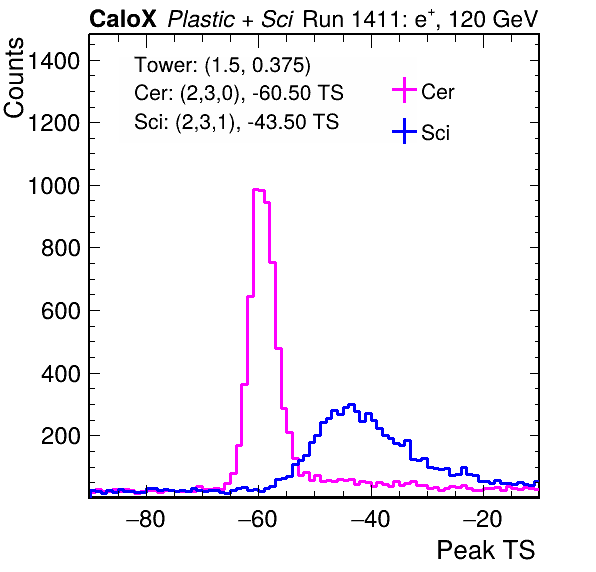 CaloX Plastic + Sci Run 1411: e⁺, 120 GeV
Counts
Tower: (1.5, 0.375)
Cer: (2,3,0), -60.50 TS
Sci: (2,3,1), -43.50 TS
Cer
Sci
1400
1200
1000
800
600
400
200
−80 −60 −40 −20
Peak TS